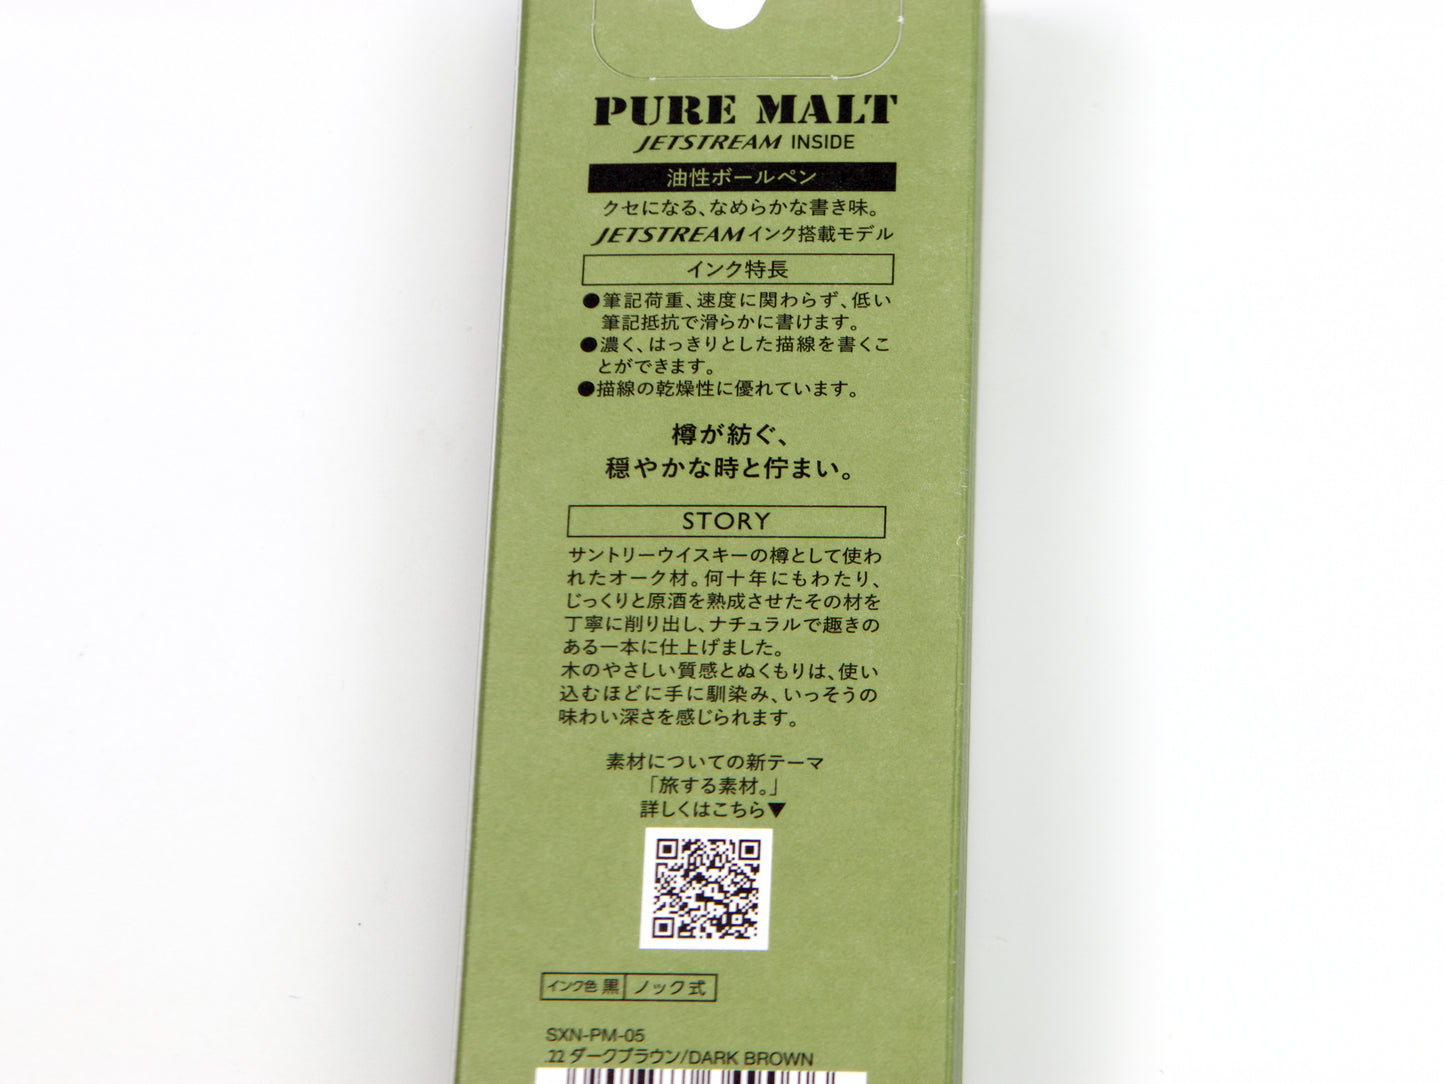 PURE MALT
JETSTREAM INSIDE
油性ボールペン
クセになる、なめらかな書き味。
JETSTREAMインク搭載モデル
インク特長
●筆記荷重、速度に関わらず、低い
筆記抵抗で滑らかに書けます。
●濃く、はっきりとした描線を書くこ
とができます。
●描線の乾燥性に優れています。
樽が紡ぐ、
穏やかな時と佇まい。
STORY
サントリーウイスキーの樽として使わ
れたオーク材。何十年にもわたり、
じっくりと原酒を熟成させたその材を
丁寧に削り出し、ナチュラルで趣きの
ある一本に仕上げました。
木のやさしい質感とぬくもりは、使い
込むほどに手に馴染み、いっそうの
味わい深さを感じられます。
素材についての新テーマ
「旅する素材。」
詳しくはこちら▼
インク色 黒 ノック式
SXN-PM-05
.22 ダークブラウン/DARK BROWN